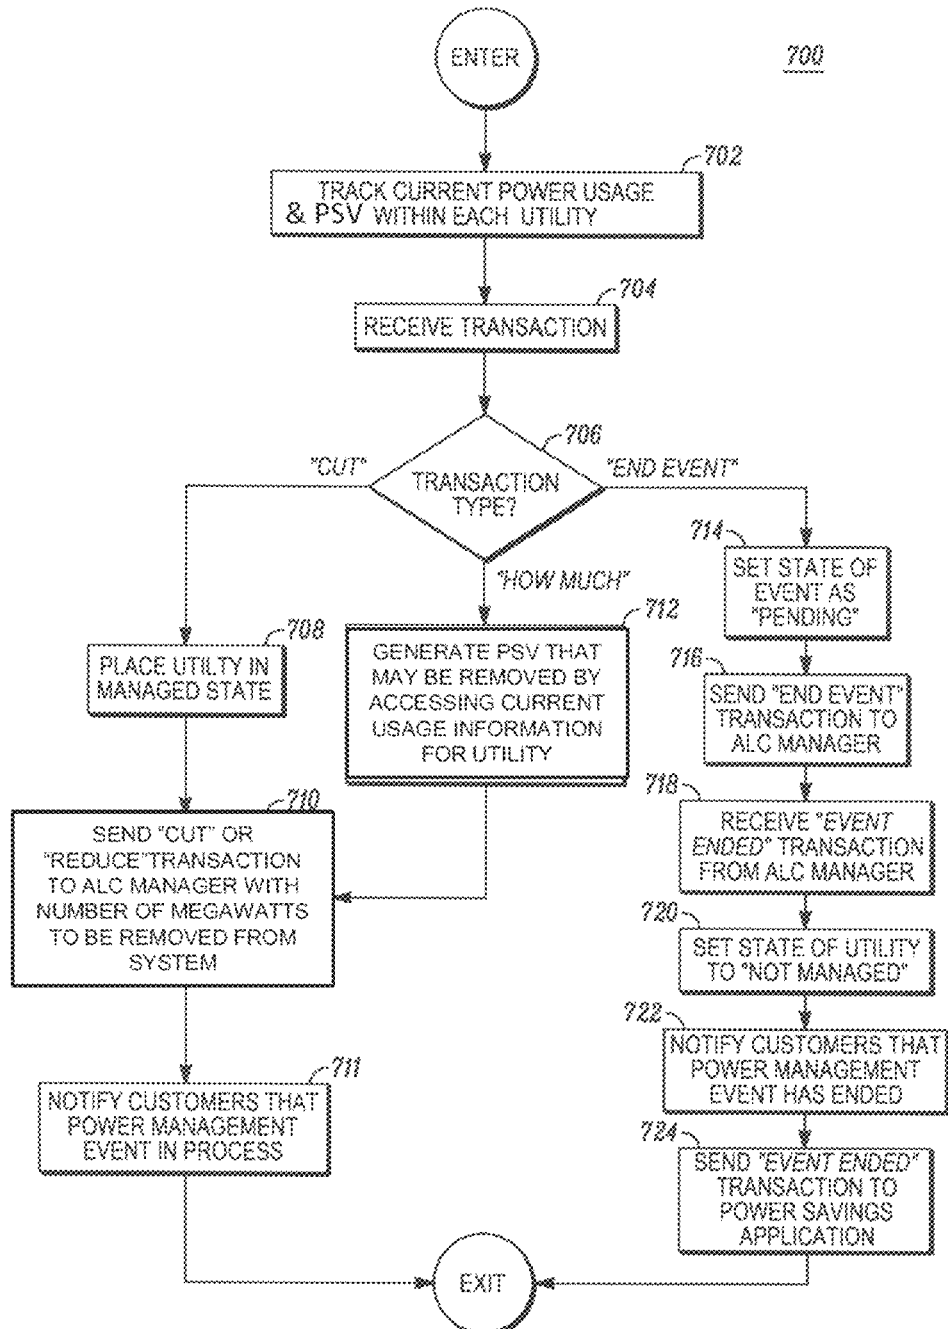 ENTER
700
702
TRACK CURRENT POWER USAGE
& PSV WITHIN EACH UTILITY
704
RECEIVE TRANSACTION
706
TRANSACTION
TYPE?
"CUT"
"HOW MUCH"
"END EVENT"
708
PLACE UTILTY IN
MANAGED STATE
712
GENERATE PSV THAT
MAY BE REMOVED BY
ACCESSING CURRENT
USAGE INFORMATION
FOR UTILITY
710
SEND "CUT" OR
"REDUCE"TRANSACTION
TO ALC MANAGER WITH
NUMBER OF MEGAWATTS
TO BE REMOVED FROM
SYSTEM
711
NOTIFY CUSTOMERS THAT
POWER MANAGEMENT
EVENT IN PROCESS
714
SET STATE OF
EVENT AS
"PENDING"
716
SEND "END EVENT"
TRANSACTION TO
ALC MANAGER
718
RECEIVE "EVENT
ENDED" TRANSACTION
FROM ALC MANAGER
720
SET STATE OF UTILITY
TO "NOT MANAGED"
722
NOTIFY CUSTOMERS THAT
POWER MANAGEMENT
EVENT HAS ENDED
724
SEND "EVENT ENDED"
TRANSACTION TO
POWER SAVINGS
APPLICATION
EXIT